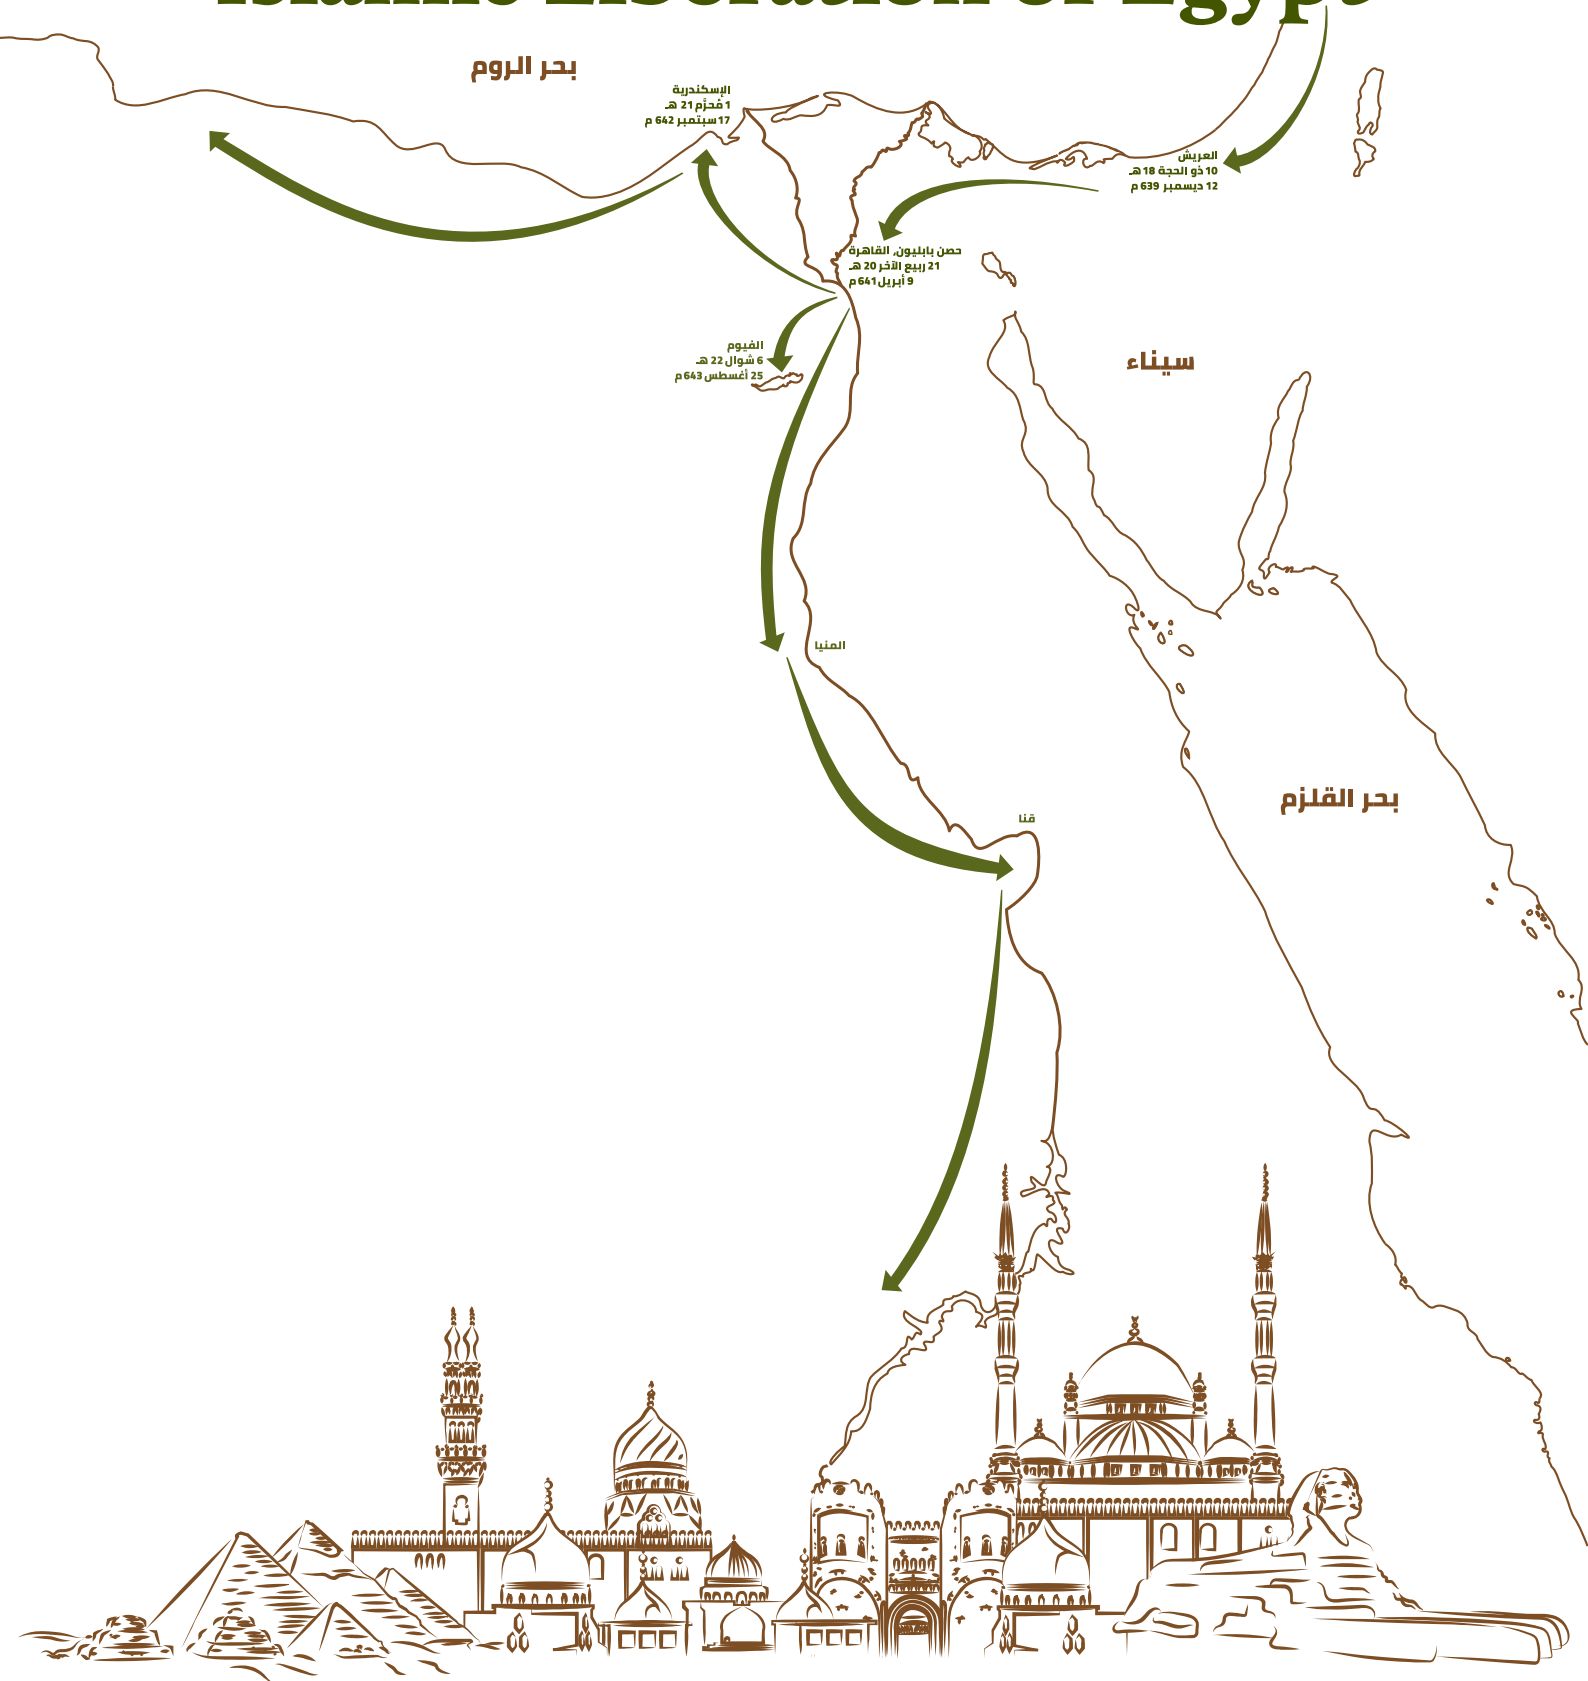 Islamic Liberation of Egypt
بحر الروم
الإسكندرية
1 مُحرَّم 21 هـ
17 سبتمبر 642 م
العريش
10 ذو الحجة 18 هـ
12 ديسمبر 639 م
حصن بابليون, القاهرة
21 ربيع الآخر 20 هـ
9 أبريل 641 م
الفيوم
6 شوال 22 هـ
25 أغسطس 643 م
سيناء
المنيا
بحر القلزم
قنا